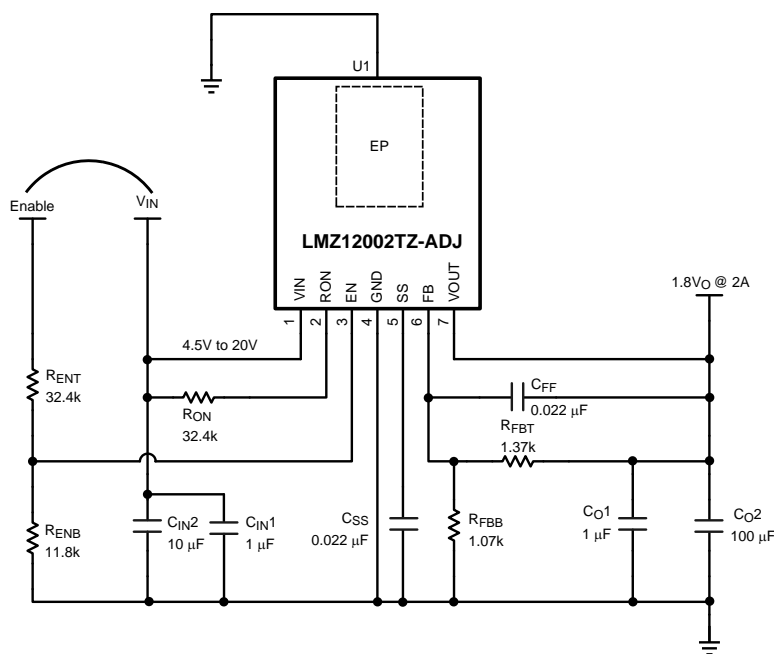 U1
EP
Enable
VIN
LMZ12002TZ-ADJ
VIN
RON
EN
GND
SS
FB
VOUT
1
2
3
4
5
6
7
1.8VO @ 2A
4.5V to 20V
RENT
32.4k
RON
32.4k
CFF
0.022 µF
RFBT
1.37k
RENB
11.8k
CIN2
10 µF
CIN1
1 µF
CSS
0.022 µF
RFBB
1.07k
CO1
1 µF
CO2
100 µF